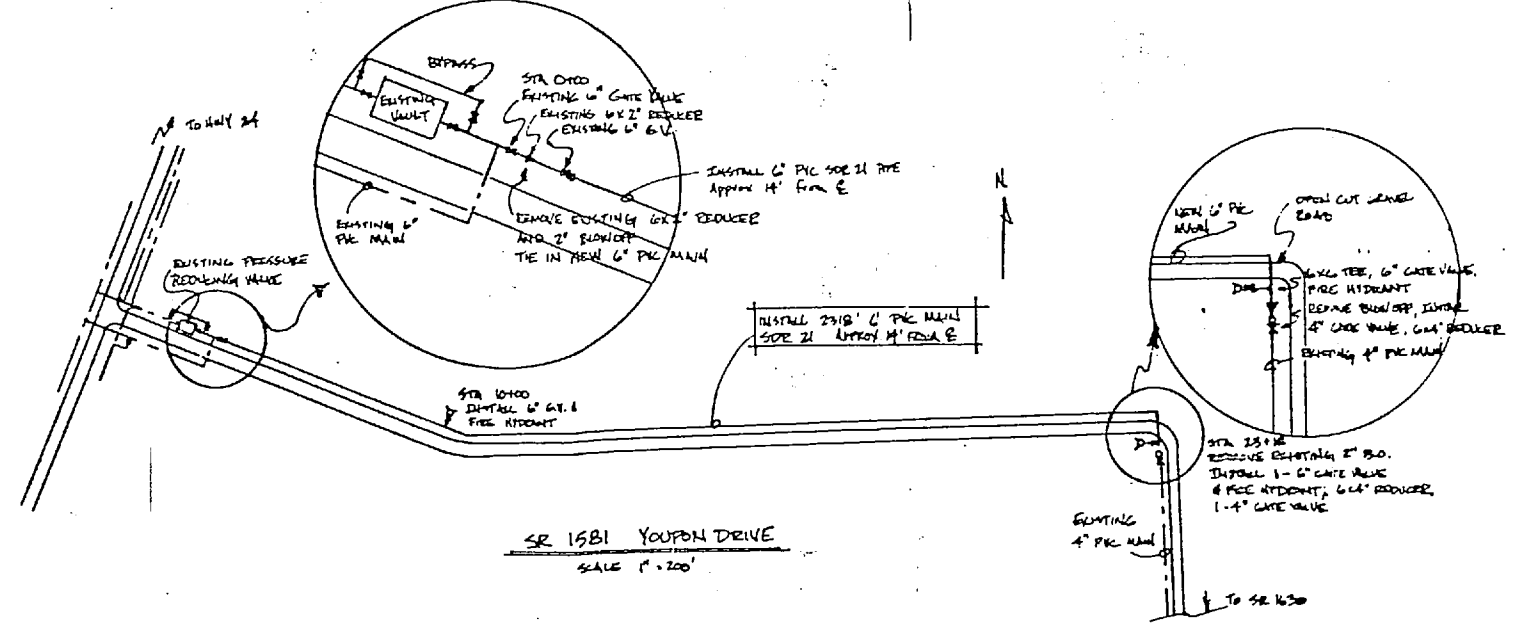 TO HWY 24
BYPASS
EXISTING
VAULT
STA 0+00
EXISTING 6" GATE VALVE
EXISTING 6X2" REDUCER
EXISTING 6" G.V.
INSTALL 6" PVC SDR 21 PIPE
APPROX 14' FROM ℄
REMOVE EXISTING 6X2" REDUCER
AND 2" BLOWOFF
TIE IN NEW 6" PVC MAIN
EXISTING 6"
PVC MAIN
EXISTING PRESSURE
REDUCING VALVE
N
NEW 6" PVC
MAIN
OPEN CUT GRAVEL
ROAD
6X6 TEE, 6" GATE VALVE,
FIRE HYDRANT
REMOVE BLOWOFF, INSTALL
4" GATE VALVE, 6X4" REDUCER
EXISTING 4" PVC MAIN
INSTALL 2318' 6" PVC MAIN
SDR 21 APPROX 14' FROM ℄
STA 10+00
INSTALL 6" G.V. &
FIRE HYDRANT
STA 23+18
REMOVE EXISTING 2" B.O.
INSTALL 1-6" GATE VALVE
& FIRE HYDRANT; 6X4" REDUCER,
1-4" GATE VALVE
EXISTING
4" PVC MAIN
SR 1581 YOUPON DRIVE
SCALE 1" = 200'
TO SR 1630